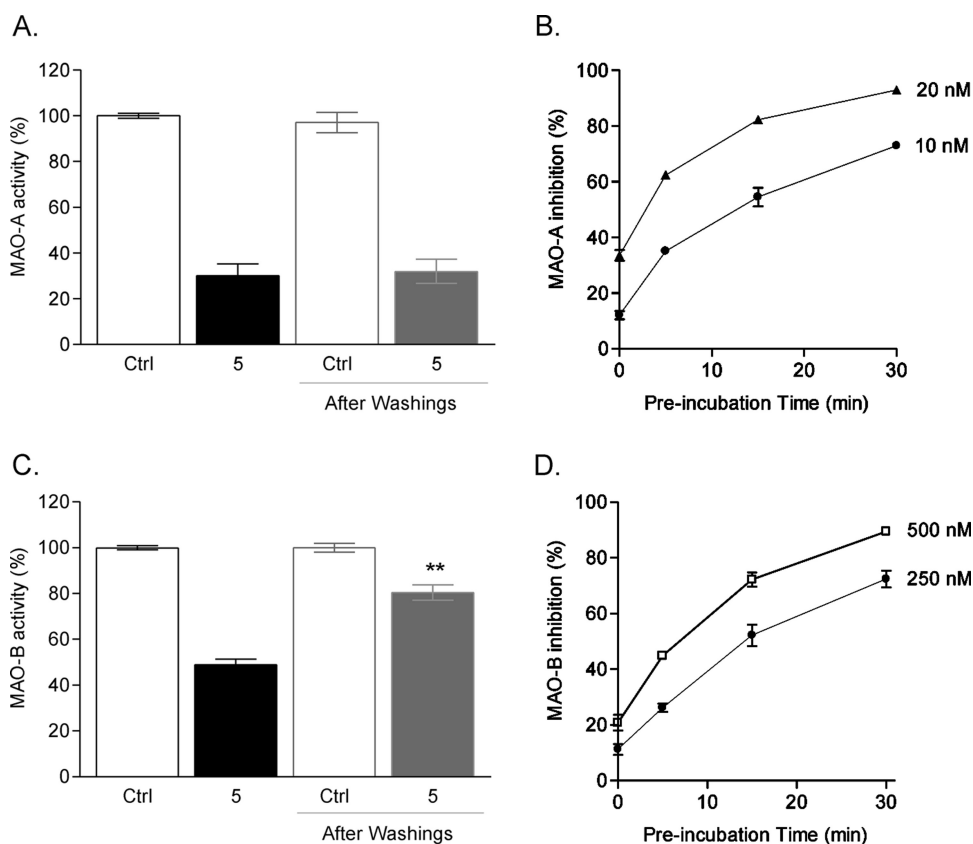 A.
MAO-A activity (%)
120
100
80
60
40
20
0
Ctrl 5 Ctrl 5
After Washings
B.
MAO-A inhibition (%)
100
80
60
40
20
0
0 10 20 30
Pre-incubation Time (min)
20 nM
10 nM
C.
MAO-B activity (%)
120
100
80
60
40
20
0
**
Ctrl 5 Ctrl 5
After Washings
D.
MAO-B inhibition (%)
100
80
60
40
20
0
0 10 20 30
Pre-incubation Time (min)
500 nM
250 nM